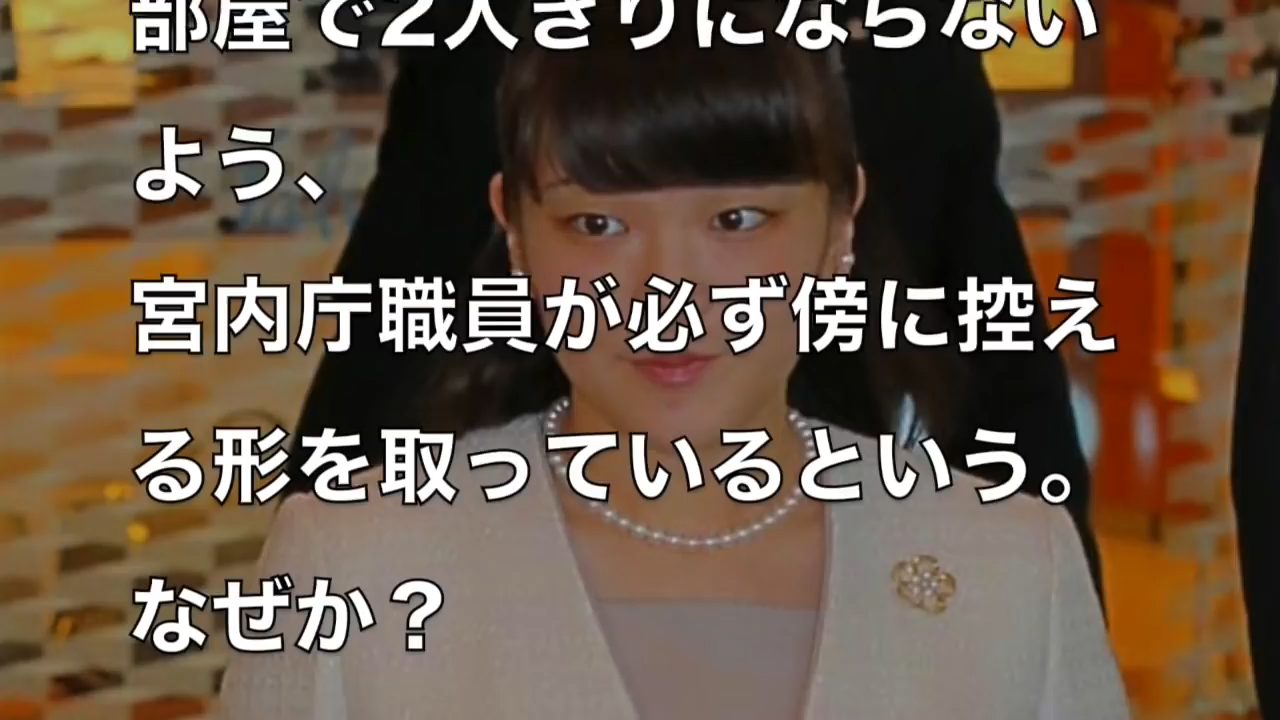 部屋で2人きりにならない
よう、
宮内庁職員が必ず傍に控え
る形を取っているという。
なぜか？